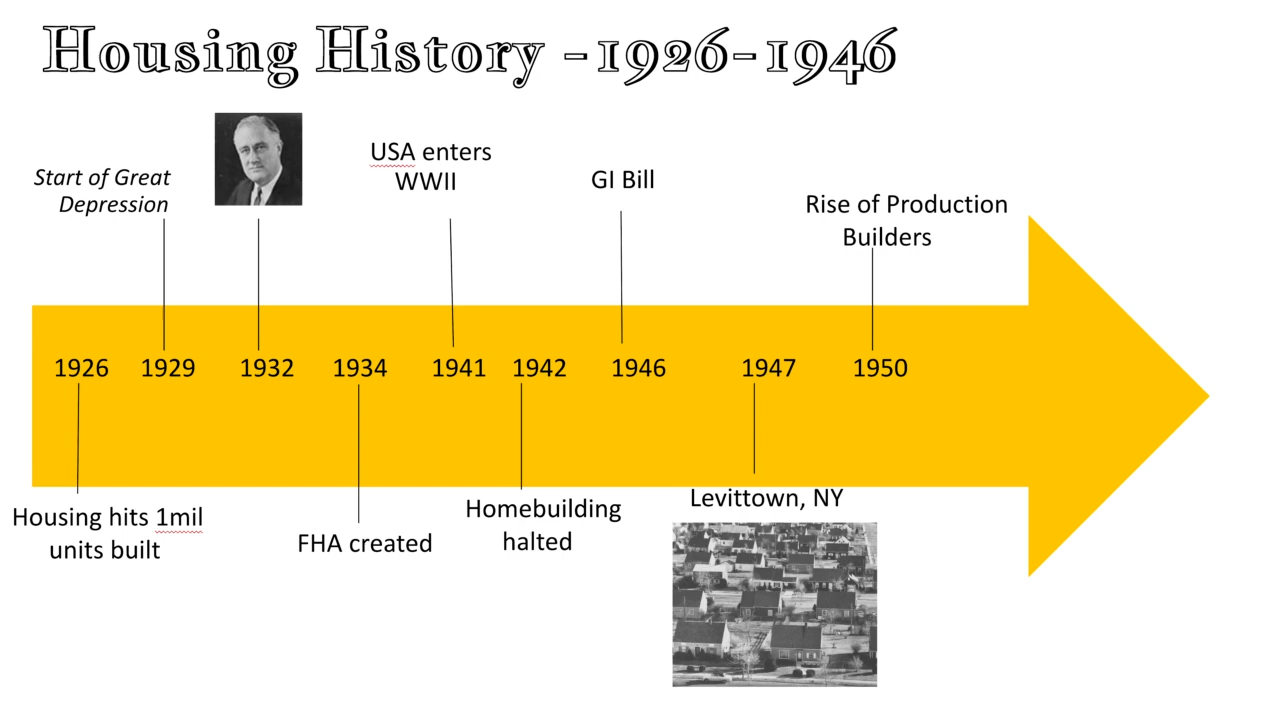 Housing History -1926-1946
Start of Great
Depression
USA enters
WWII
GI Bill
Rise of Production
Builders
1926 1929 1932 1934 1941 1942 1946 1947 1950
Housing hits 1mil
units built
FHA created
Homebuilding
halted
Levittown, NY